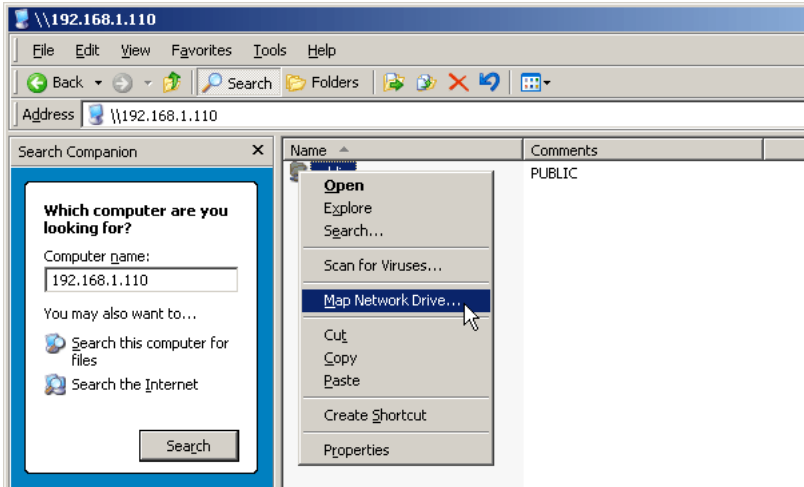 \\192.168.1.110
File Edit View Favorites Tools Help
Back Search Folders
Address \\192.168.1.110
Search Companion
Which computer are you
looking for?
Computer name:
192.168.1.110
You may also want to...
Search this computer for
files
Search the Internet
Search
Name Comments
PUBLIC
Open
Explore
Search...
Scan for Viruses...
Map Network Drive...
Cut
Copy
Paste
Create Shortcut
Properties